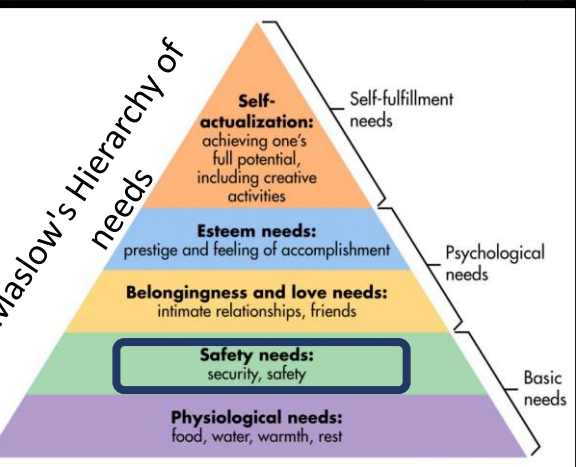 Maslow's Hierarchy of
needs
Self-
actualization:
achieving one's
full potential,
including creative
activities
Self-fulfillment
needs
Esteem needs:
prestige and feeling of accomplishment
Psychological
needs
Belongingness and love needs:
intimate relationships, friends
Safety needs:
security, safety
Basic
needs
Physiological needs:
food, water, warmth, rest